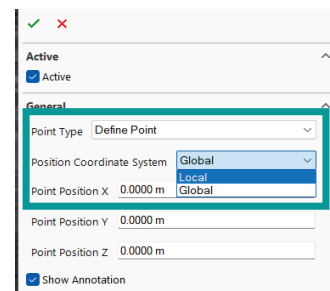 Active
Active
General
Point Type Define Point
Position Coordinate System Global
Local
Point Position X 0.0000 m Global
Point Position Y 0.0000 m
Point Position Z 0.0000 m
Show Annotation